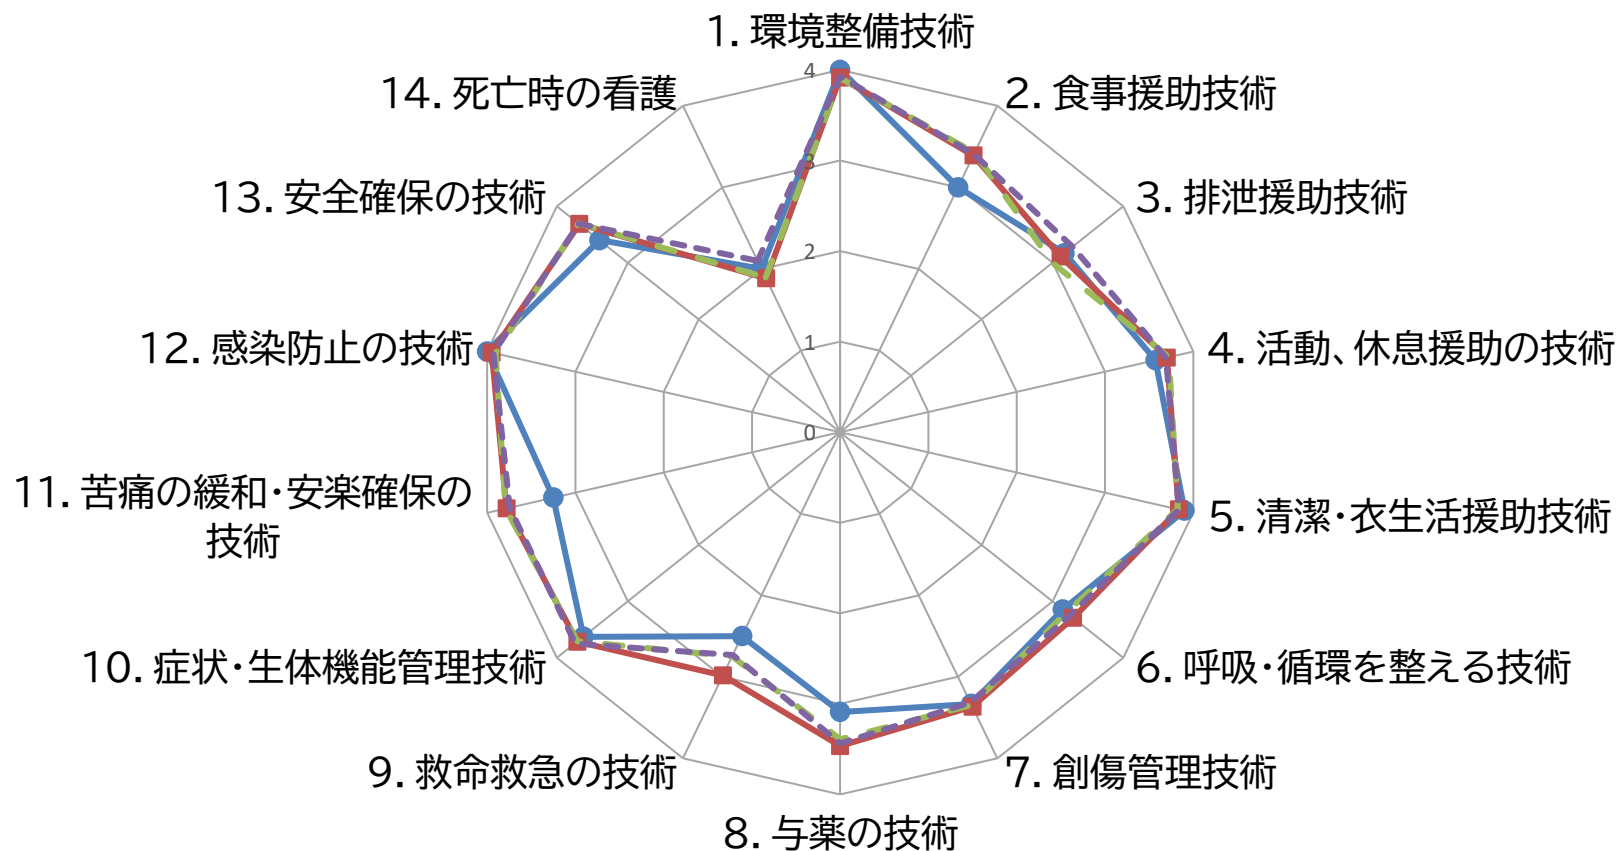 1. 環境整備技術
2. 食事援助技術
3. 排泄援助技術
4. 活動、休息援助の技術
5. 清潔・衣生活援助技術
6. 呼吸・循環を整える技術
7. 創傷管理技術
8. 与薬の技術
9. 救命救急の技術
10. 症状・生体機能管理技術
11. 苦痛の緩和・安楽確保の
技術
12. 感染防止の技術
13. 安全確保の技術
14. 死亡時の看護
4
3
2
1
0